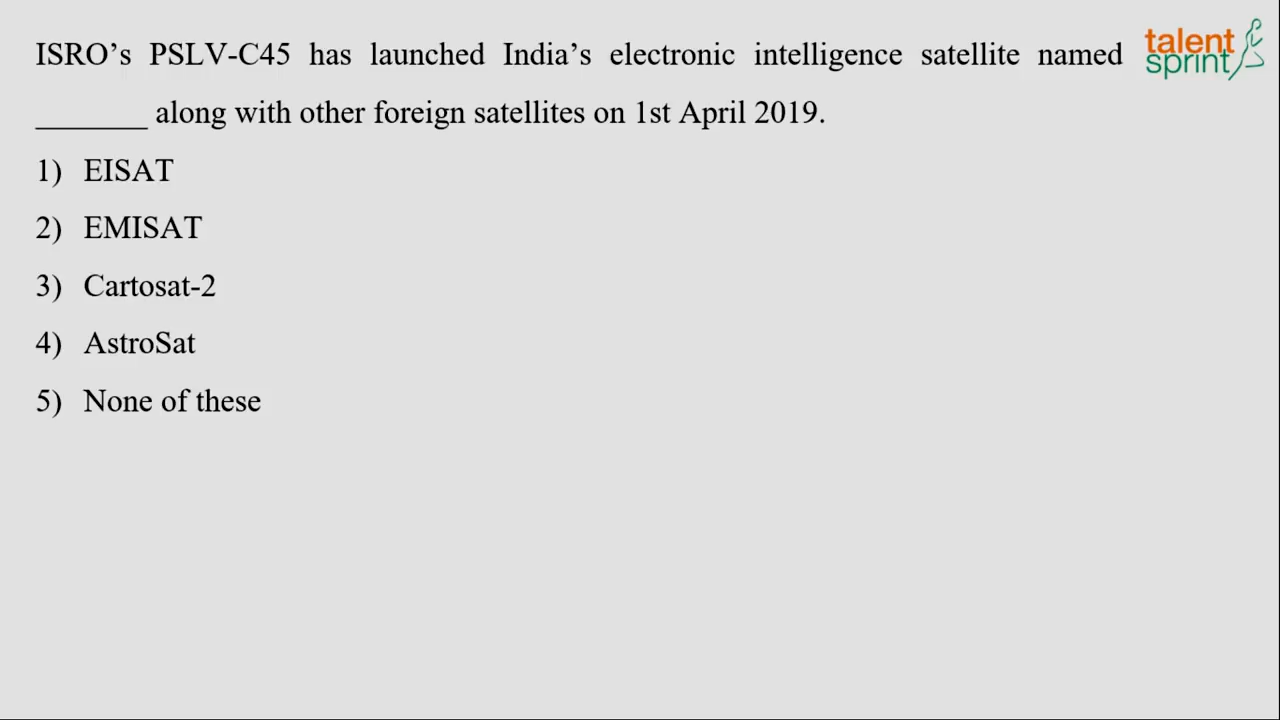 ISRO’s PSLV-C45 has launched India’s electronic intelligence satellite named
_______ along with other foreign satellites on 1st April 2019.
1) EISAT
2) EMISAT
3) Cartosat-2
4) AstroSat
5) None of these
talent
sprint